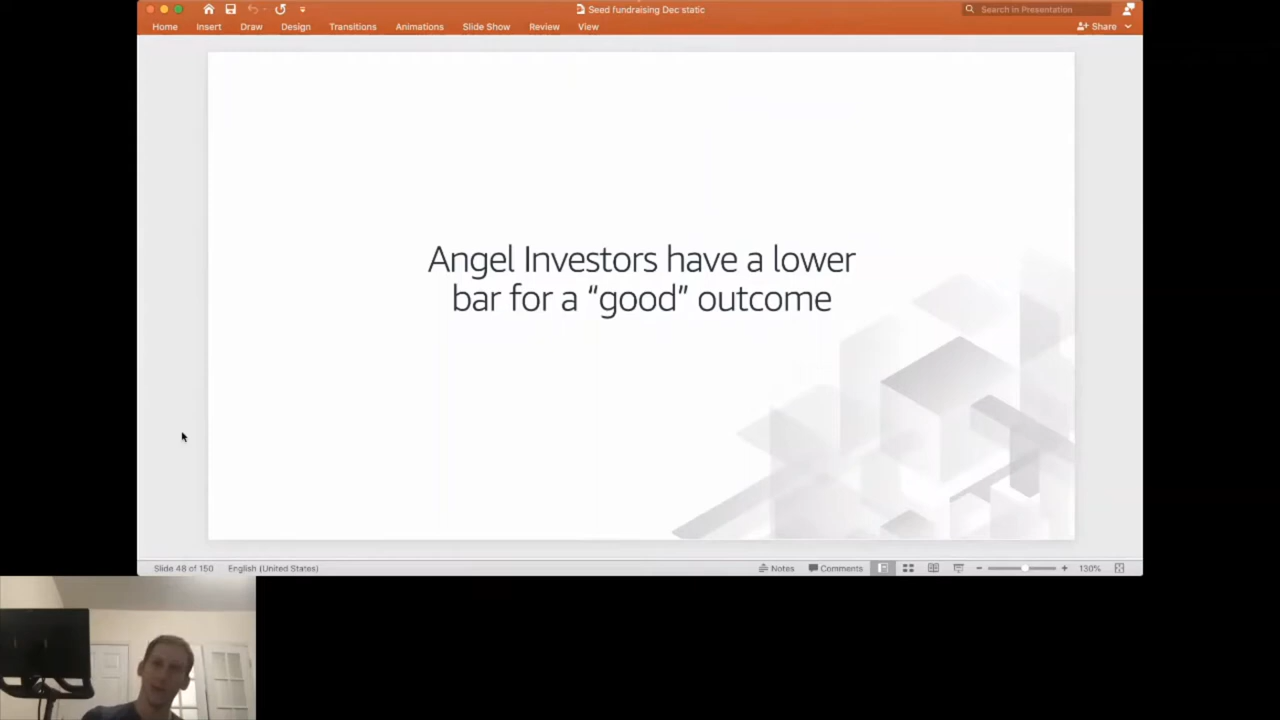 Seed fundraising Dec static
Search in Presentation
Home Insert Draw Design Transitions Animations Slide Show Review View Share
Angel Investors have a lower
bar for a “good” outcome
Slide 48 of 150 English (United States) Notes Comments 130%